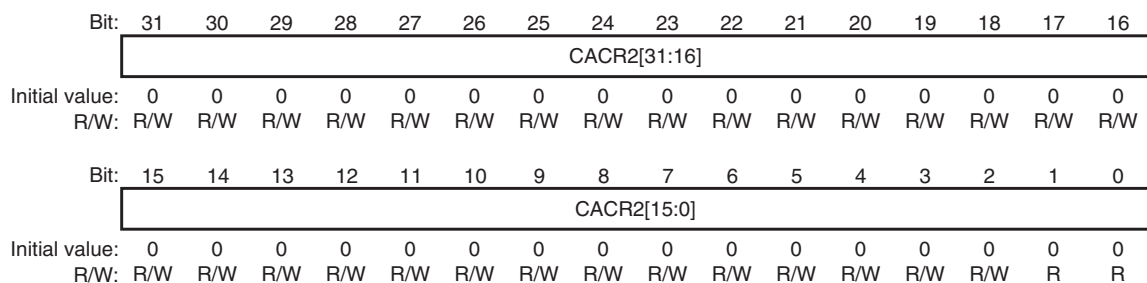 Bit: 31 30 29 28 27 26 25 24 23 22 21 20 19 18 17 16
CACR2[31:16]
Initial value: 0 0 0 0 0 0 0 0 0 0 0 0 0 0 0 0
R/W: R/W R/W R/W R/W R/W R/W R/W R/W R/W R/W R/W R/W R/W R/W R/W R/W
Bit: 15 14 13 12 11 10 9 8 7 6 5 4 3 2 1 0
CACR2[15:0]
Initial value: 0 0 0 0 0 0 0 0 0 0 0 0 0 0 0 0
R/W: R/W R/W R/W R/W R/W R/W R/W R/W R/W R/W R/W R/W R/W R/W R R